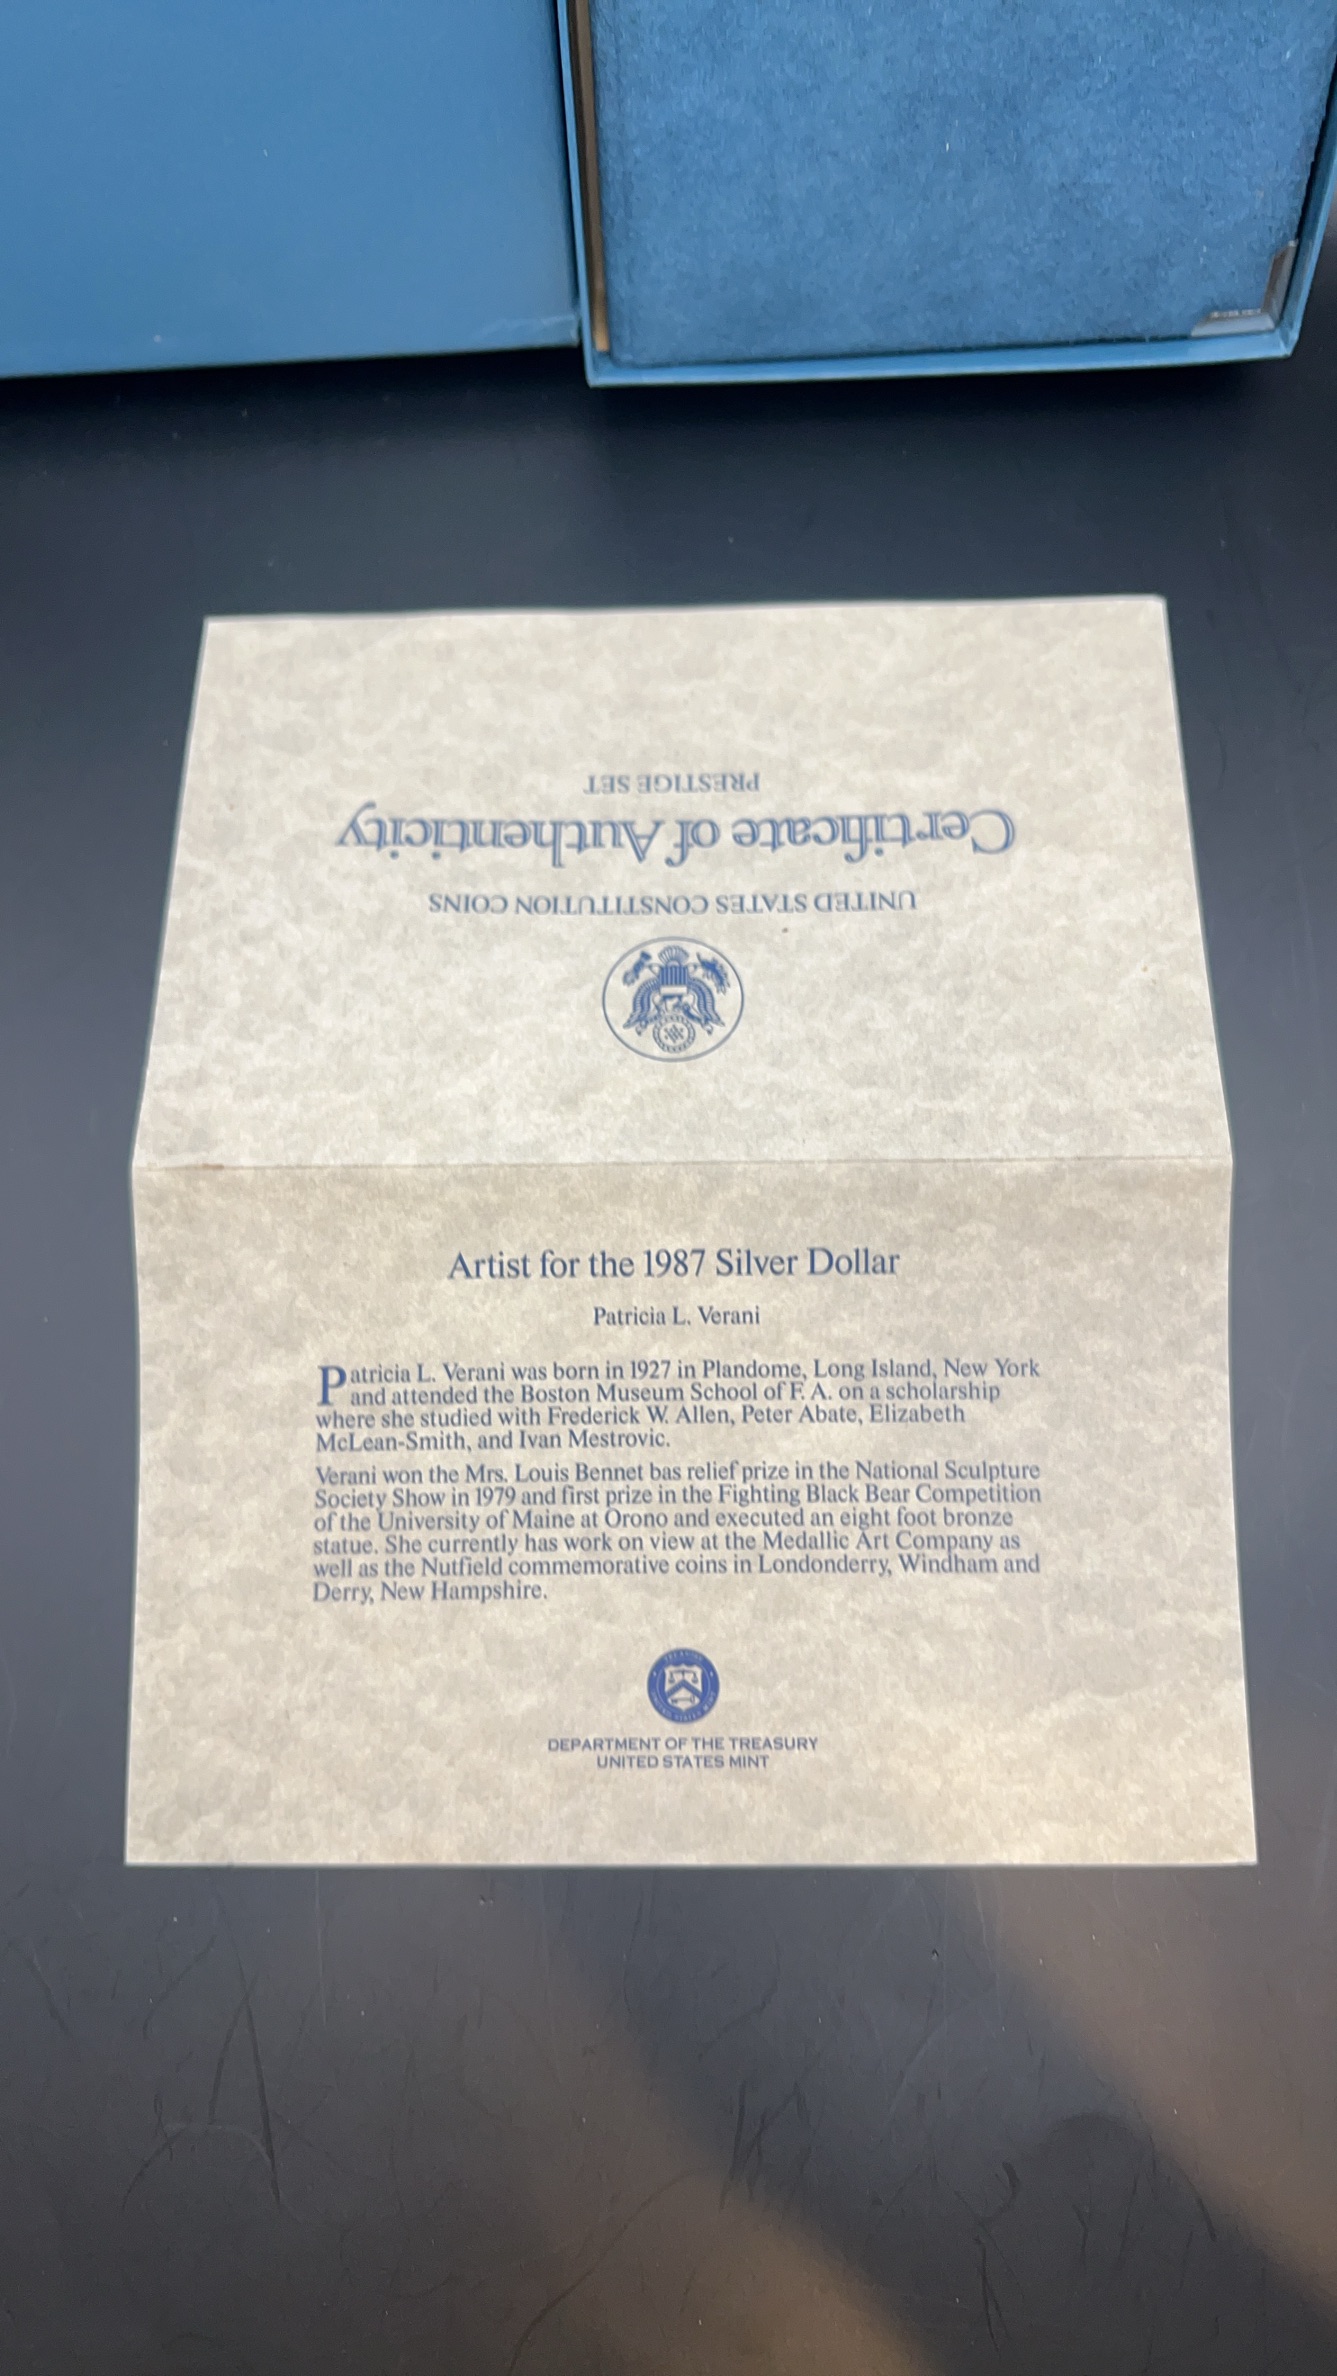 UNITED STATES CONSTITUTION COINS
Certificate of Authenticity
PRESTIGE SET
Artist for the 1987 Silver Dollar
Patricia L. Verani
Patricia L. Verani was born in 1927 in Plandome, Long Island, New York
and attended the Boston Museum School of F. A. on a scholarship
where she studied with Frederick W. Allen, Peter Abate, Elizabeth
McLean-Smith, and Ivan Mestrovic.
Verani won the Mrs. Louis Bennet bas relief prize in the National Sculpture
Society Show in 1979 and first prize in the Fighting Black Bear Competition
of the University of Maine at Orono and executed an eight foot bronze
statue. She currently has work on view at the Medallic Art Company as
well as the Nutfield commemorative coins in Londonderry, Windham and
Derry, New Hampshire.
DEPARTMENT OF THE TREASURY
UNITED STATES MINT